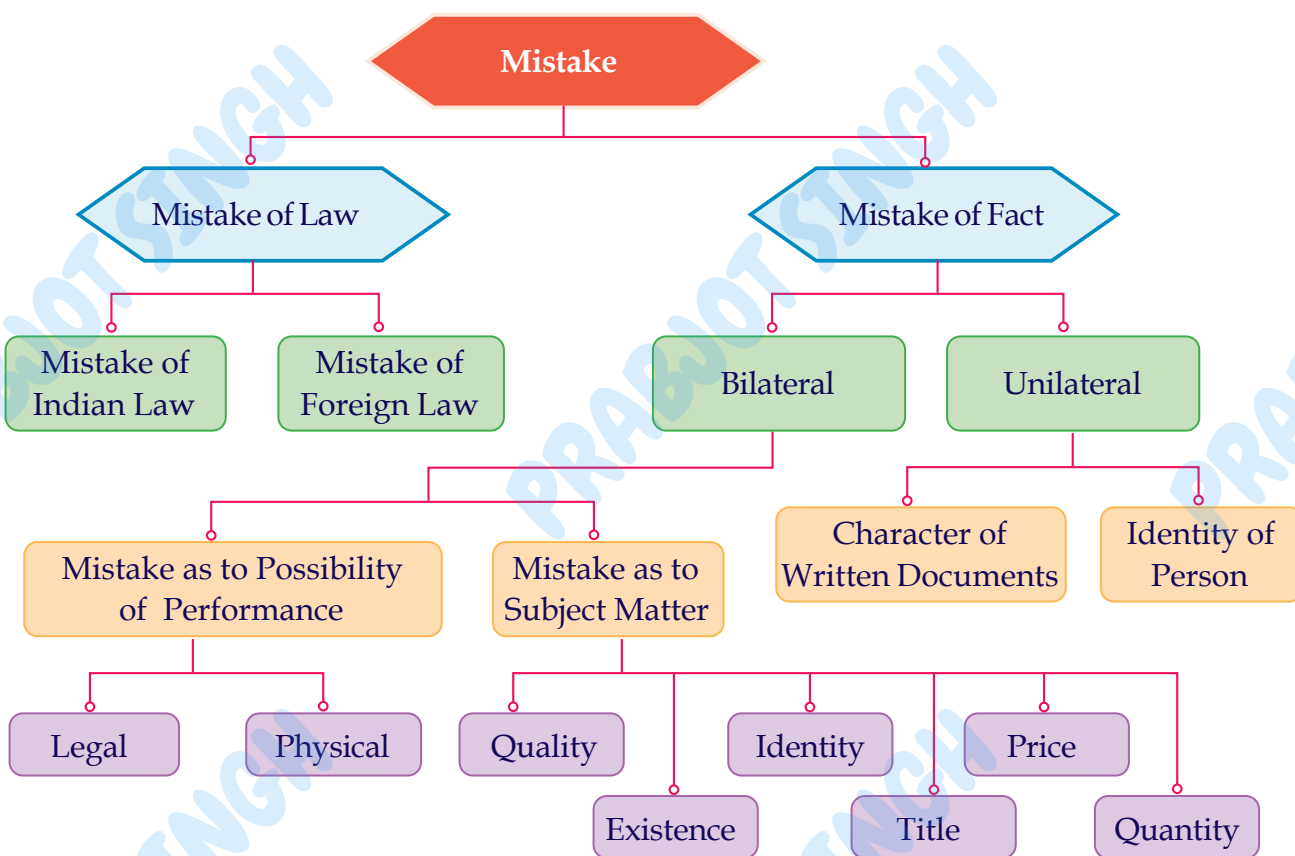 Mistake
Mistake of Law
Mistake of Fact
Mistake of
Indian Law
Mistake of
Foreign Law
Bilateral
Unilateral
Character of
Written Documents
Identity of
Person
Mistake as to Possibility
of Performance
Mistake as to
Subject Matter
Legal
Physical
Quality
Identity
Price
Existence
Title
Quantity
PRABJOT SINGH